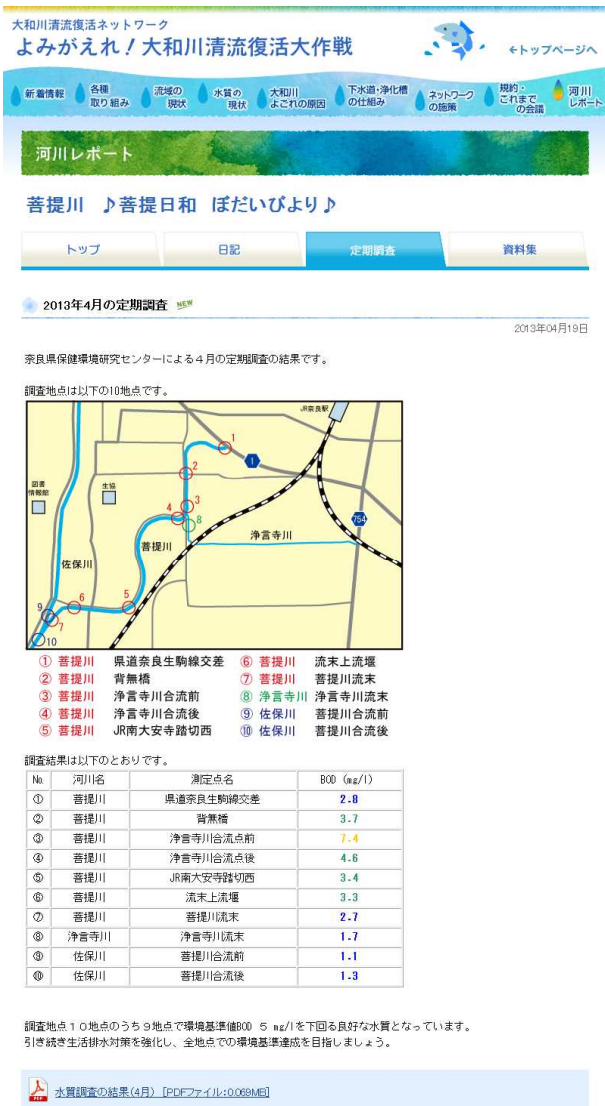 大和川清流復活ネットワーク
よみがえれ！大和川清流復活大作戦
←トップページへ
新着情報
各種
取り組み
流域の
現状
水質の
現状
大和川
よごれの原因
下水道・浄化槽
の仕組み
ネットワーク
の施策
規約・
これまで
の会議
河川
レポート
河川レポート
菩提川 ♪菩提日和 ぼだいびより♪
トップ
日記
定期調査
資料集
2013年4月の定期調査 NEW
2013年04月19日
奈良県保健環境研究センターによる４月の定期調査の結果です。
調査地点は以下の10地点です。
JR奈良駅
1
1
2
図書
情報館
生協
3
4
8
754
浄言寺川
菩提川
佐保川
5
6
9
7
10
① 菩提川 県道奈良生駒線交差 ⑥ 菩提川 流末上流堰
② 菩提川 背無橋 ⑦ 菩提川 菩提川流末
③ 菩提川 浄言寺川合流前 ⑧ 浄言寺川 浄言寺川流末
④ 菩提川 浄言寺川合流後 ⑨ 佐保川 菩提川合流前
⑤ 菩提川 JR南大安寺踏切西 ⑩ 佐保川 菩提川合流後
調査結果は以下のとおりです。
No. 河川名 測定点名 BOD (mg/l)
① 菩提川 県道奈良生駒線交差 2.8
② 菩提川 背無橋 3.7
③ 菩提川 浄言寺川合流点前 7.4
④ 菩提川 浄言寺川合流点後 4.6
⑤ 菩提川 JR南大安寺踏切西 3.4
⑥ 菩提川 流末上流堰 3.3
⑦ 菩提川 菩提川流末 2.7
⑧ 浄言寺川 浄言寺川流末 1.7
⑨ 佐保川 菩提川合流前 1.1
⑩ 佐保川 菩提川合流後 1.3
調査地点１０地点のうち９地点で環境基準値BOD 5 mg/lを下回る良好な水質となっています。
引き続き生活排水対策を強化し、全地点での環境基準達成を目指しましょう。
PDF
水質調査の結果(4月) [PDFファイル:0.069MB]